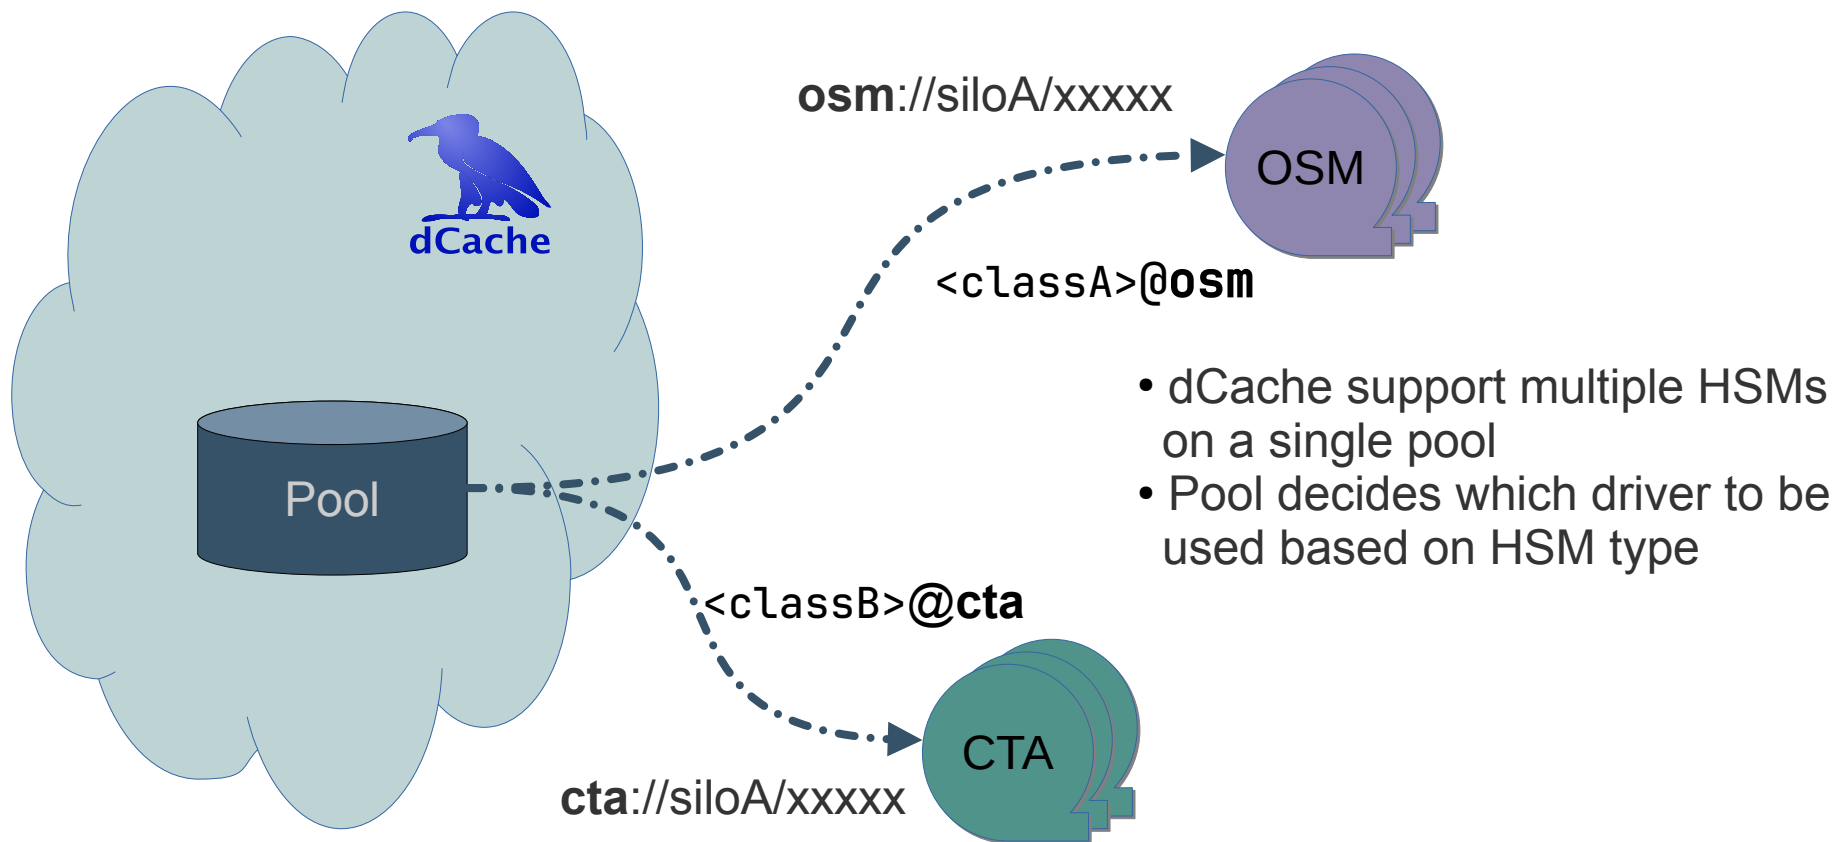 osm://siloA/xxxxx
OSM
dCache
<classA>@osm
• dCache support multiple HSMs
on a single pool
• Pool decides which driver to be
used based on HSM type
Pool
<classB>@cta
CTA
cta://siloA/xxxxx